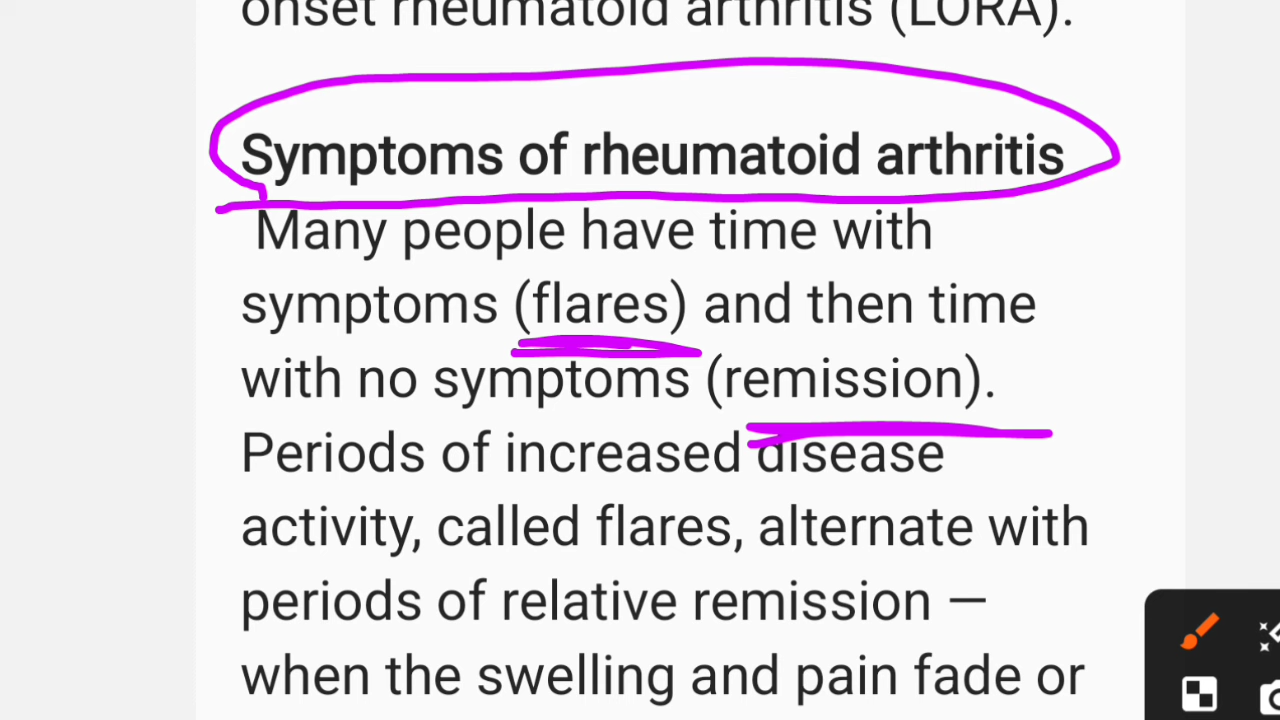 onset rheumatoid arthritis (LORA).
Symptoms of rheumatoid arthritis
Many people have time with
symptoms (flares) and then time
with no symptoms (remission).
Periods of increased disease
activity, called flares, alternate with
periods of relative remission —
when the swelling and pain fade or